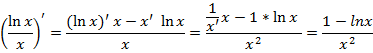 (ln x / x)′ = ((ln x)′ x − x′ ln x) / x = (1/x′ x − 1 * ln x) / x² = (1 − lnx) / x²